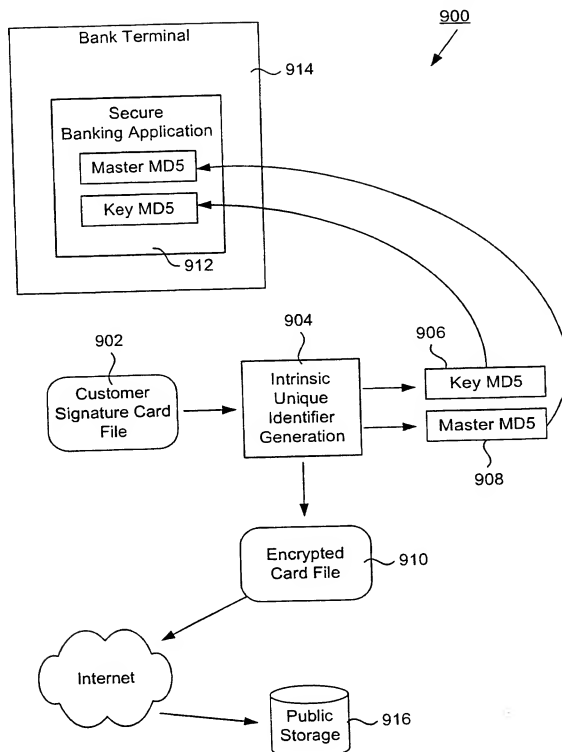 900
Bank Terminal
914
Secure
Banking Application
Master MD5
Key MD5
912
902
904
906
Customer
Signature Card
File
Intrinsic
Unique
Identifier
Generation
Key MD5
Master MD5
908
Encrypted
Card File
910
Internet
Public
Storage
916